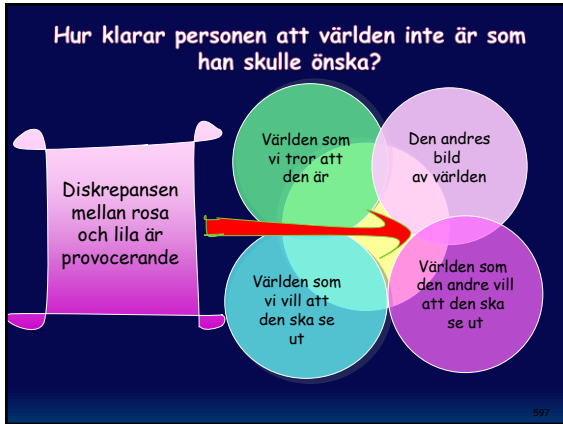 Hur klarar personen att världen inte är som
han skulle önska?
Världen som
vi tror att
den är
Den andres
bild
av världen
Diskrepansen
mellan rosa
och lila är
provocerande
Världen som
vi vill att
den ska se
ut
Världen som
den andre vill
att den ska
se ut
597